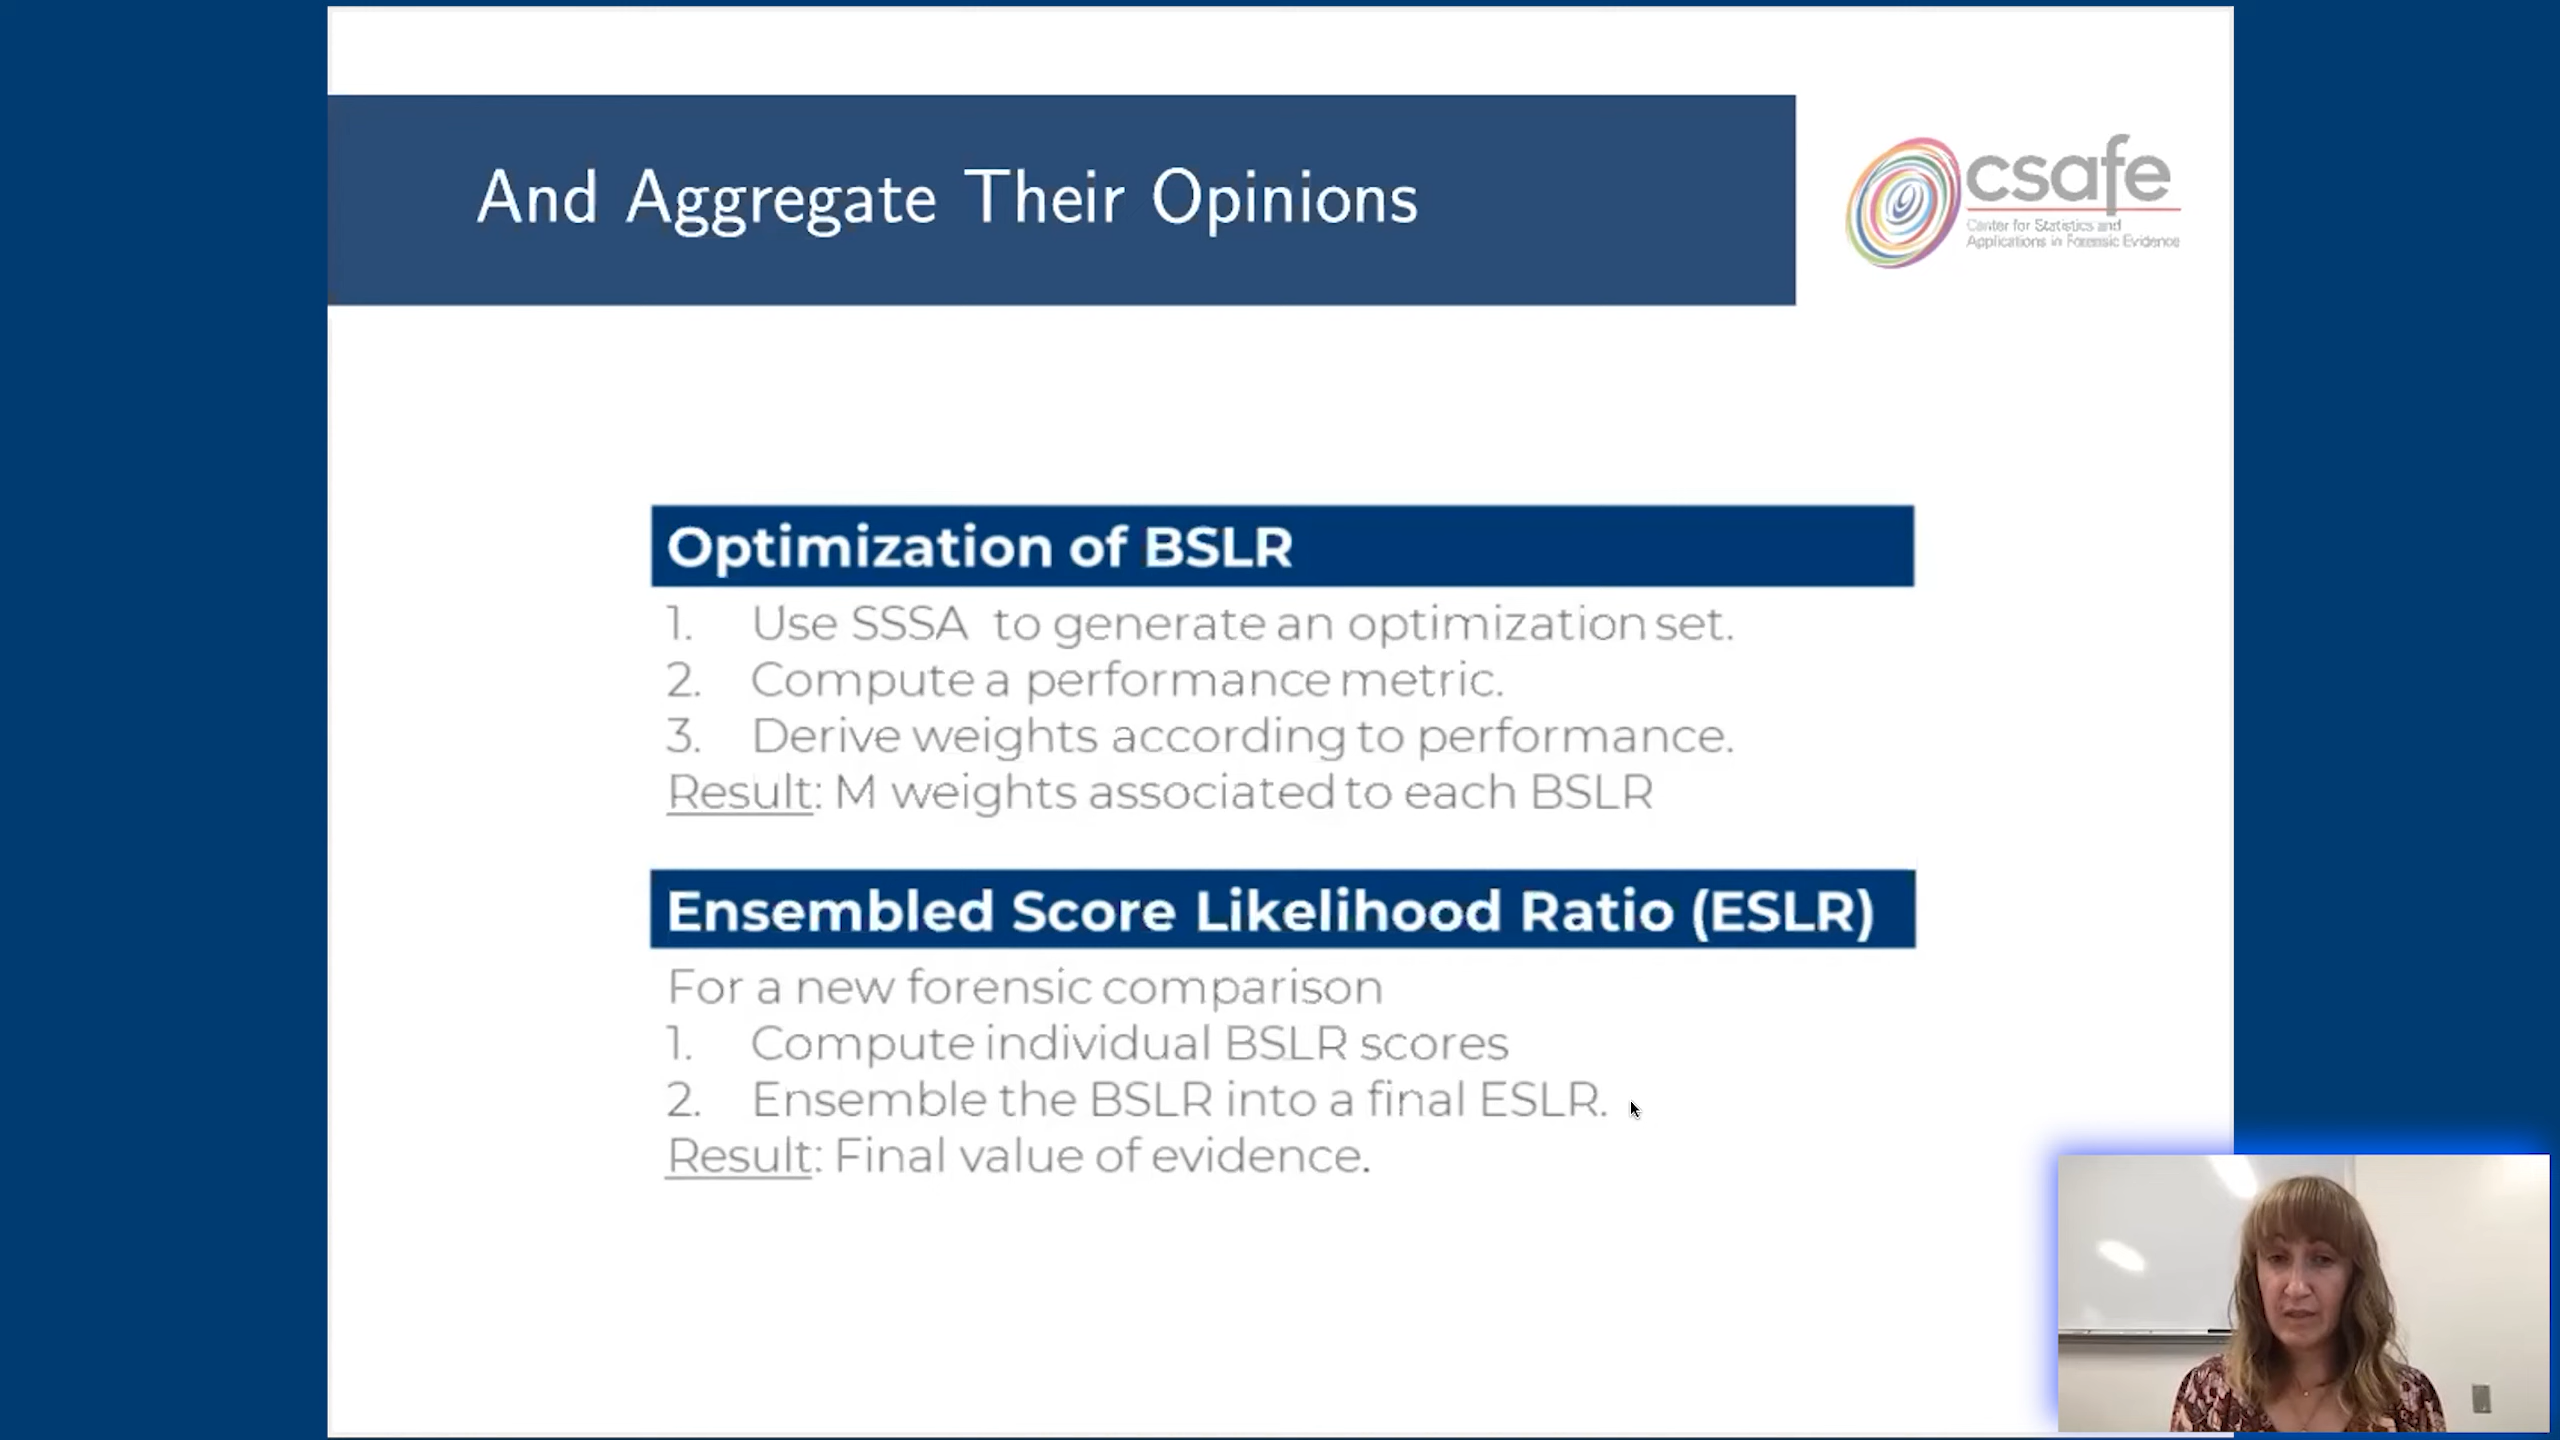 And Aggregate Their Opinions
csafe
Center for Statistics and
Applications in Forensic Evidence
Optimization of BSLR
1. Use SSSA to generate an optimization set.
2. Compute a performance metric.
3. Derive weights according to performance.
Result: M weights associated to each BSLR
Ensembled Score Likelihood Ratio (ESLR)
For a new forensic comparison
1. Compute individual BSLR scores
2. Ensemble the BSLR into a final ESLR.
Result: Final value of evidence.